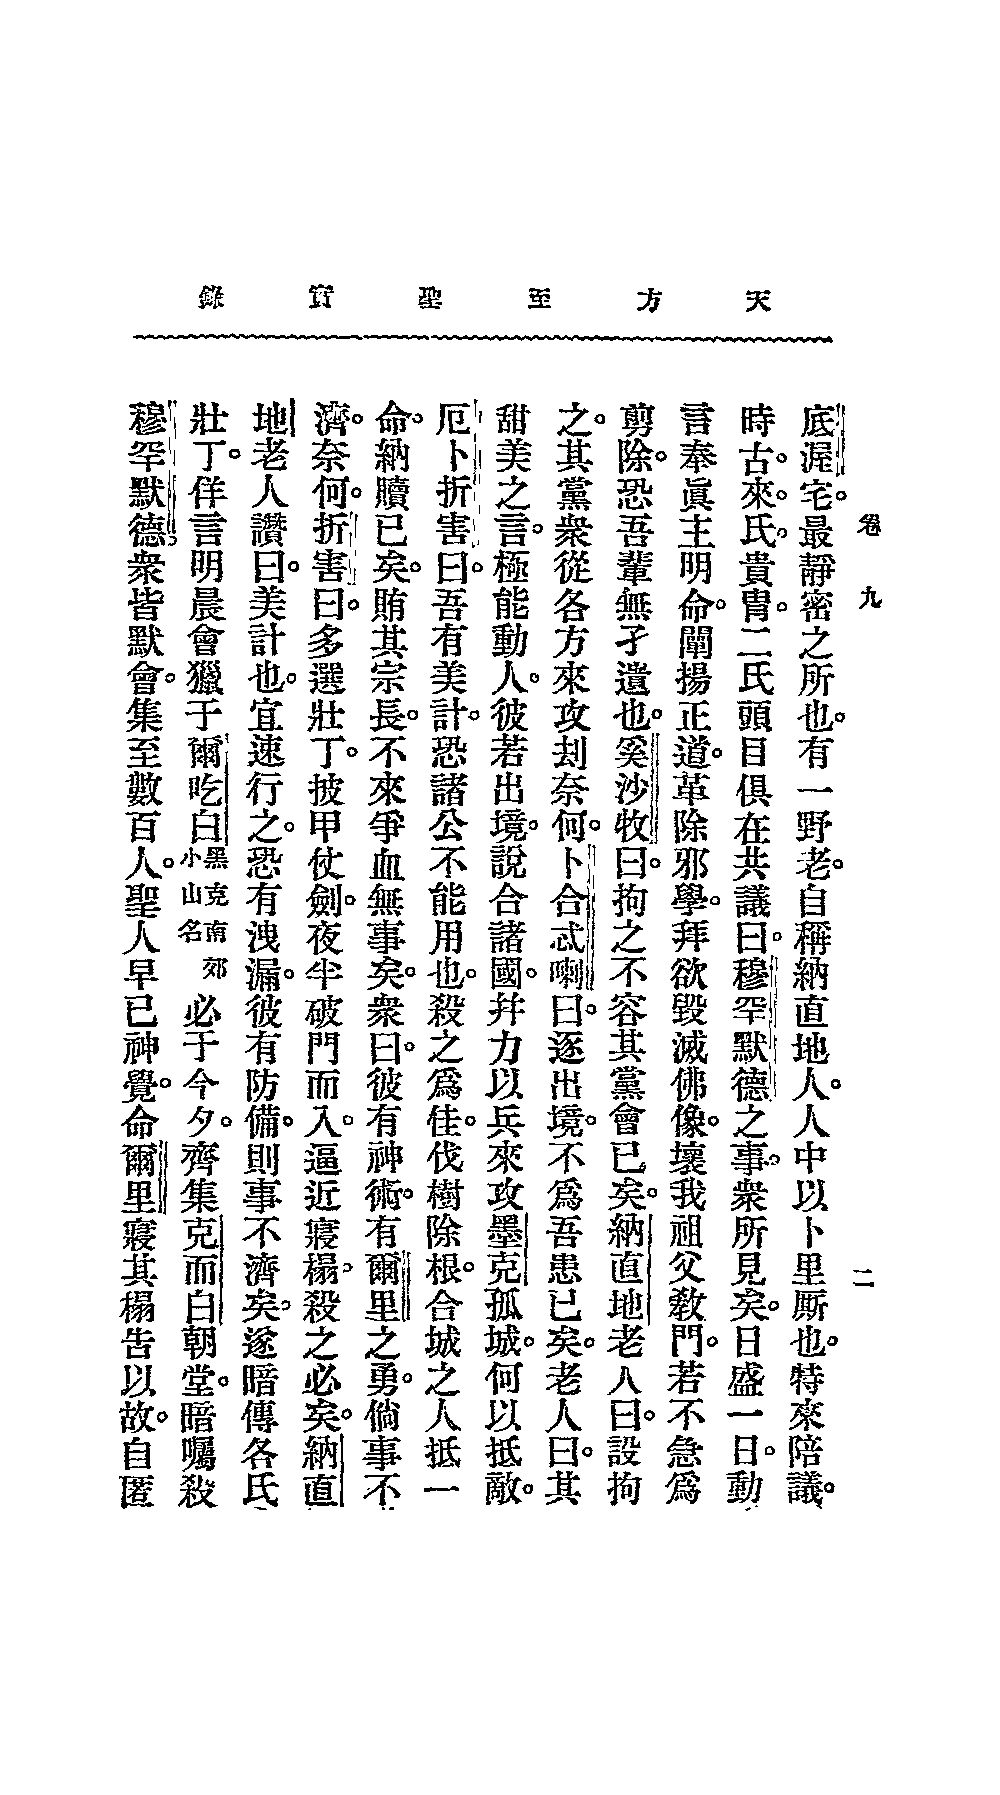 天方至聖實錄
卷九
二
底渥宅。最靜密之所也。有一野老。自稱納直地人。人中以卜里厮也。特來陪議。
時古。來。氏。貴胄。二氏頭目俱在共議曰。穆罕默德之事。衆所見矣。日盛一日。動
言奉眞主明命。闡揚正道。革除邪學。拜欲毀滅佛像。壞我祖父敎門。若不急爲
剪除。恐吾輩無孑遺也。奚沙牧曰。拘之不容其黨會已矣。納直地老人曰。設拘
之。其黨衆從各方來攻刦奈何。卜合忒喇曰。逐出境。不爲吾患已矣。老人曰。其
甜美之言。極能動人。彼若出境。說合諸國。幷力以兵來攻墨克孤城。何以抵敵。
厄卜折害曰。吾有美計。恐諸公不能用也。殺之爲佳。伐樹除根。合城之人抵一
命。納贖已矣。賄其宗長。不來爭血無事矣。衆曰。彼有神術。有爾里之勇。倘事不
濟。奈何。折害曰。多選壯丁。披甲仗劍。夜半破門而入。逼近寢榻。殺之必矣。納直
地老人讚曰。美計也。宜速行之。恐有洩漏。彼有防備。則事不濟矣。遂暗傳各氏
壯丁。佯言明晨會獵于爾吃白黑克南郊小山名必于今夕。齊集克而白朝堂。暗囑殺
穆罕默德。衆皆默會。集至數百人。聖人早已神覺。命爾里寢其榻告以故。自匿